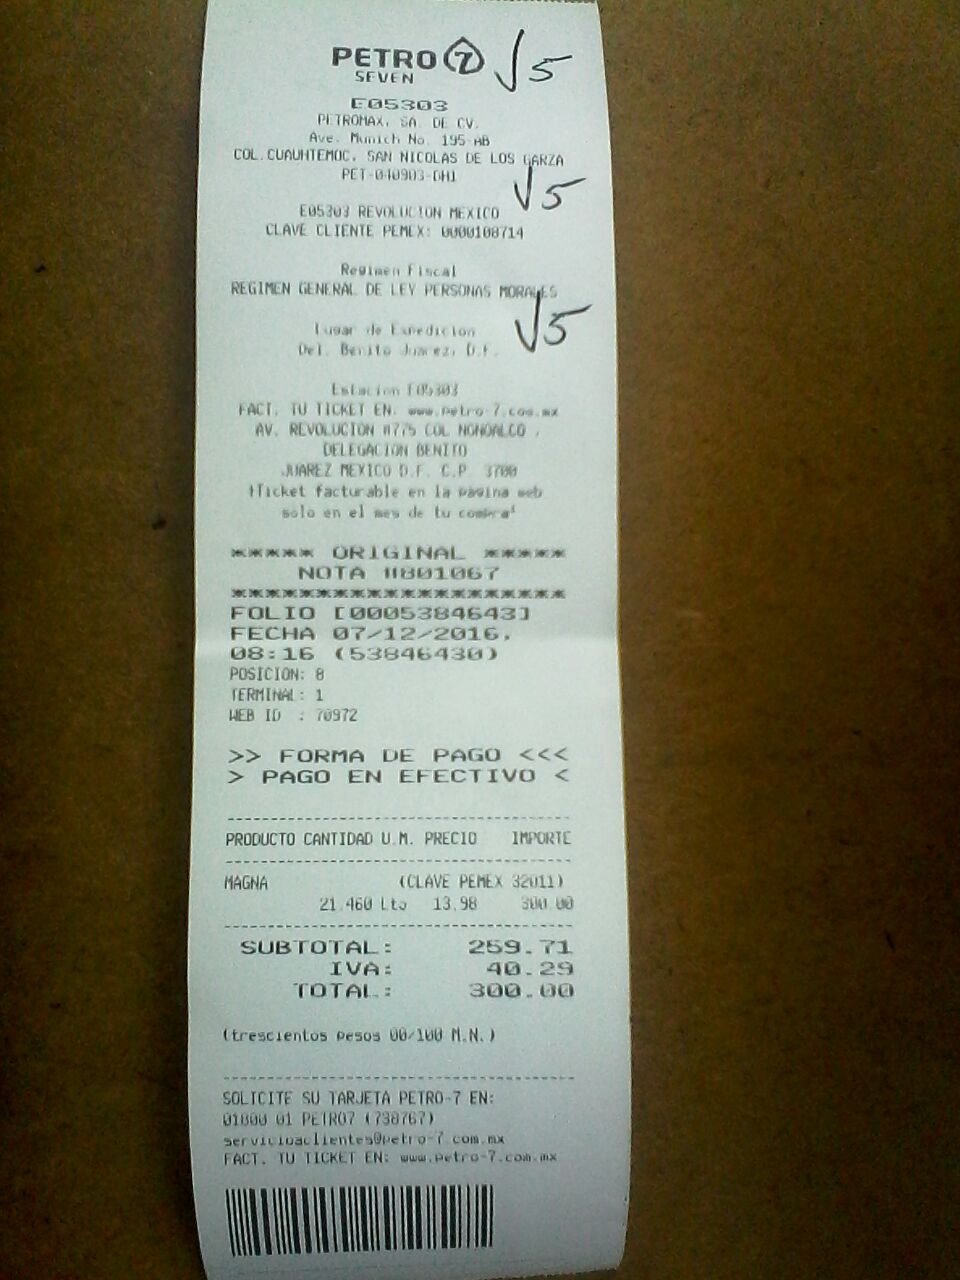 PETRO 7
SEVEN
√5
E05303
PETROMAX, SA. DE CV.
Ave. Munich No. 195-AB
COL.CUAUHTEMOC, SAN NICOLAS DE LOS GARZA
PET-040903-DH1
√5
E05303 REVOLUCION MEXICO
CLAVE CLIENTE PEMEX: 0000108714
Regimen Fiscal
REGIMEN GENERAL DE LEY PERSONAS MORALES
√5
Lugar de Expedicion
Del. Benito Juarez, D.F.
Estacion E05303
FACT. TU TICKET EN: www.petro-7.com.mx
AV. REVOLUCION #775 COL NONOALCO .
DELEGACION BENITO
JUAREZ MEXICO D.F. C.P 3700
Ticket facturable en la pagina web
solo en el mes de tu compra
***** ORIGINAL *****
NOTA #801067
********************
FOLIO [0005384643]
FECHA 07/12/2016,
08:16 (53846430)
POSICION: 8
TERMINAL: 1
WEB ID : 70972
>> FORMA DE PAGO <<<
> PAGO EN EFECTIVO <
PRODUCTO CANTIDAD U.M. PRECIO IMPORTE
MAGNA (CLAVE PEMEX 32011)
21.460 Lts 13.98 300.00
SUBTOTAL: 259.71
IVA: 40.29
TOTAL: 300.00
(trescientos pesos 00/100 M.N.)
SOLICITE SU TARJETA PETRO-7 EN:
01800 01 PETRO7 (738767)
servicioaclientes@petro-7.com.mx
FACT. TU TICKET EN: www.petro-7.com.mx